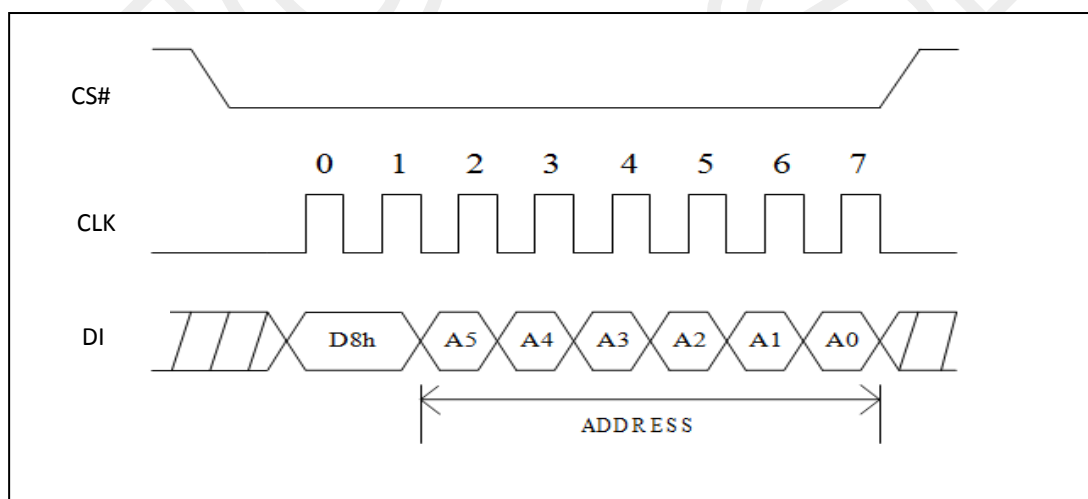 CS#
0 1 2 3 4 5 6 7
CLK
DI D8h A5 A4 A3 A2 A1 A0
ADDRESS